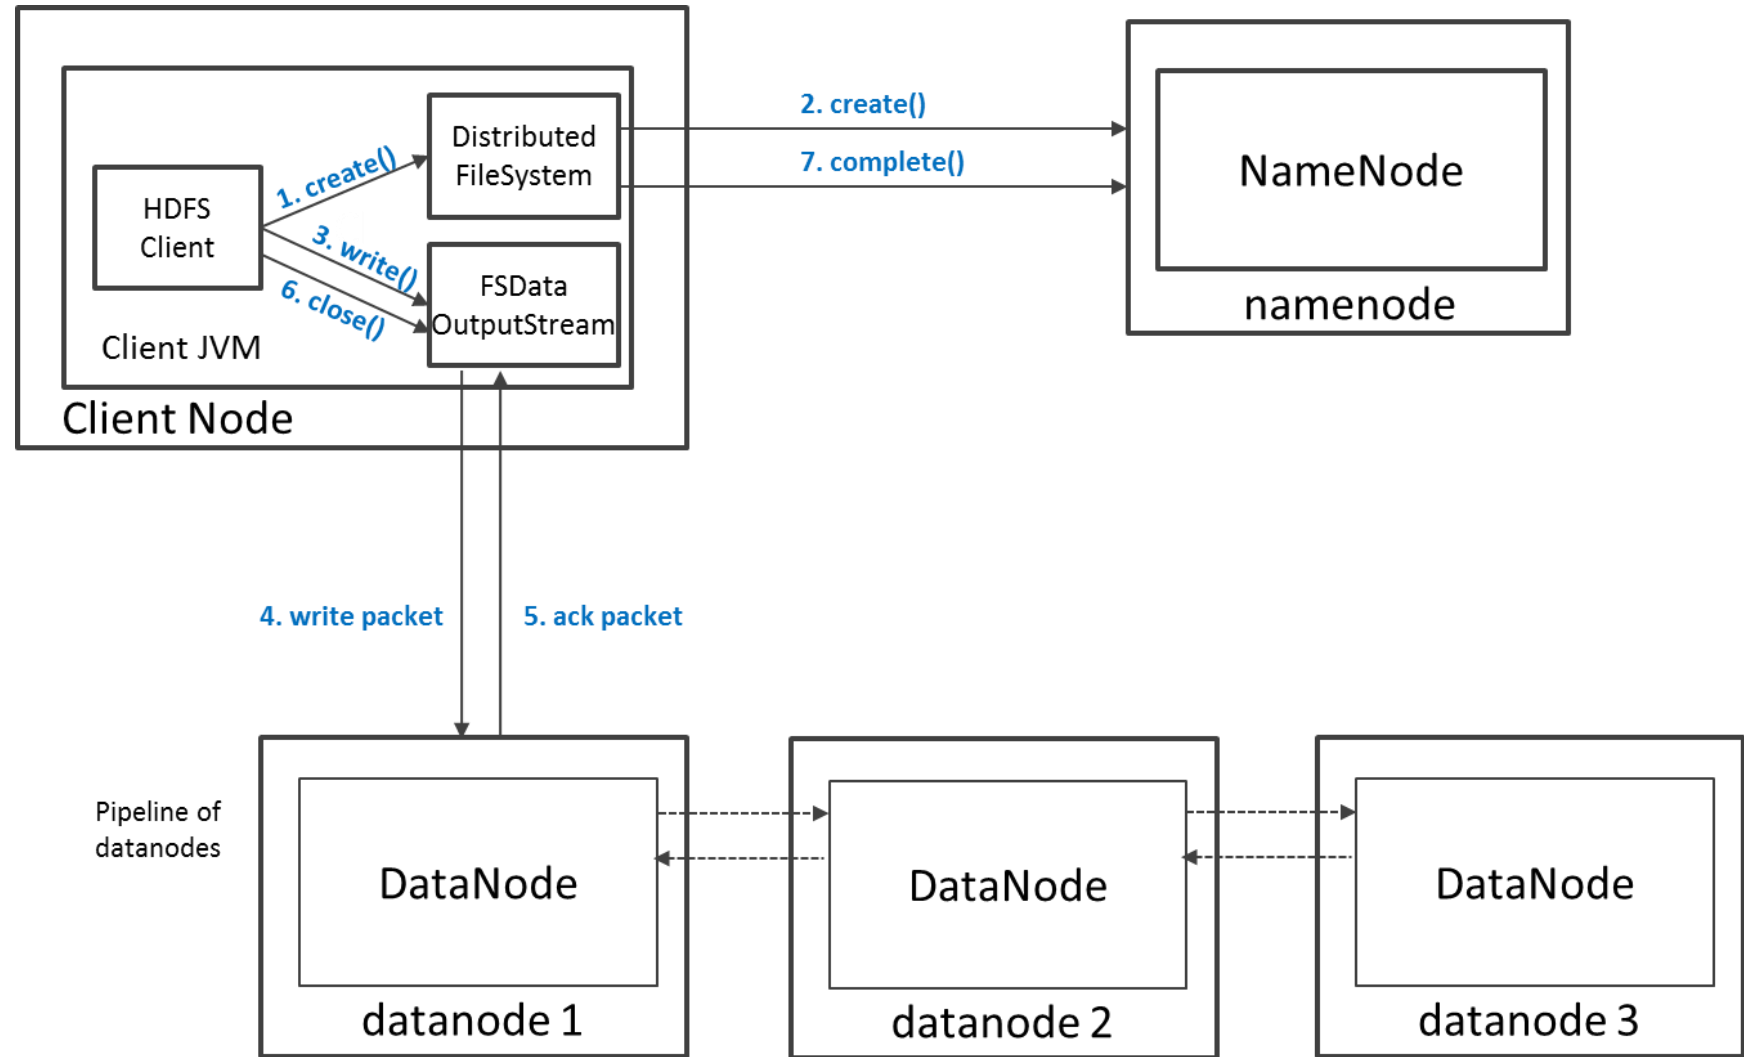 Distributed
FileSystem
HDFS
Client
1. create()
3. write()
6. close()
FSData
OutputStream
Client JVM
Client Node
2. create()
7. complete()
NameNode
namenode
4. write packet
5. ack packet
Pipeline of
datanodes
DataNode
datanode 1
DataNode
datanode 2
DataNode
datanode 3